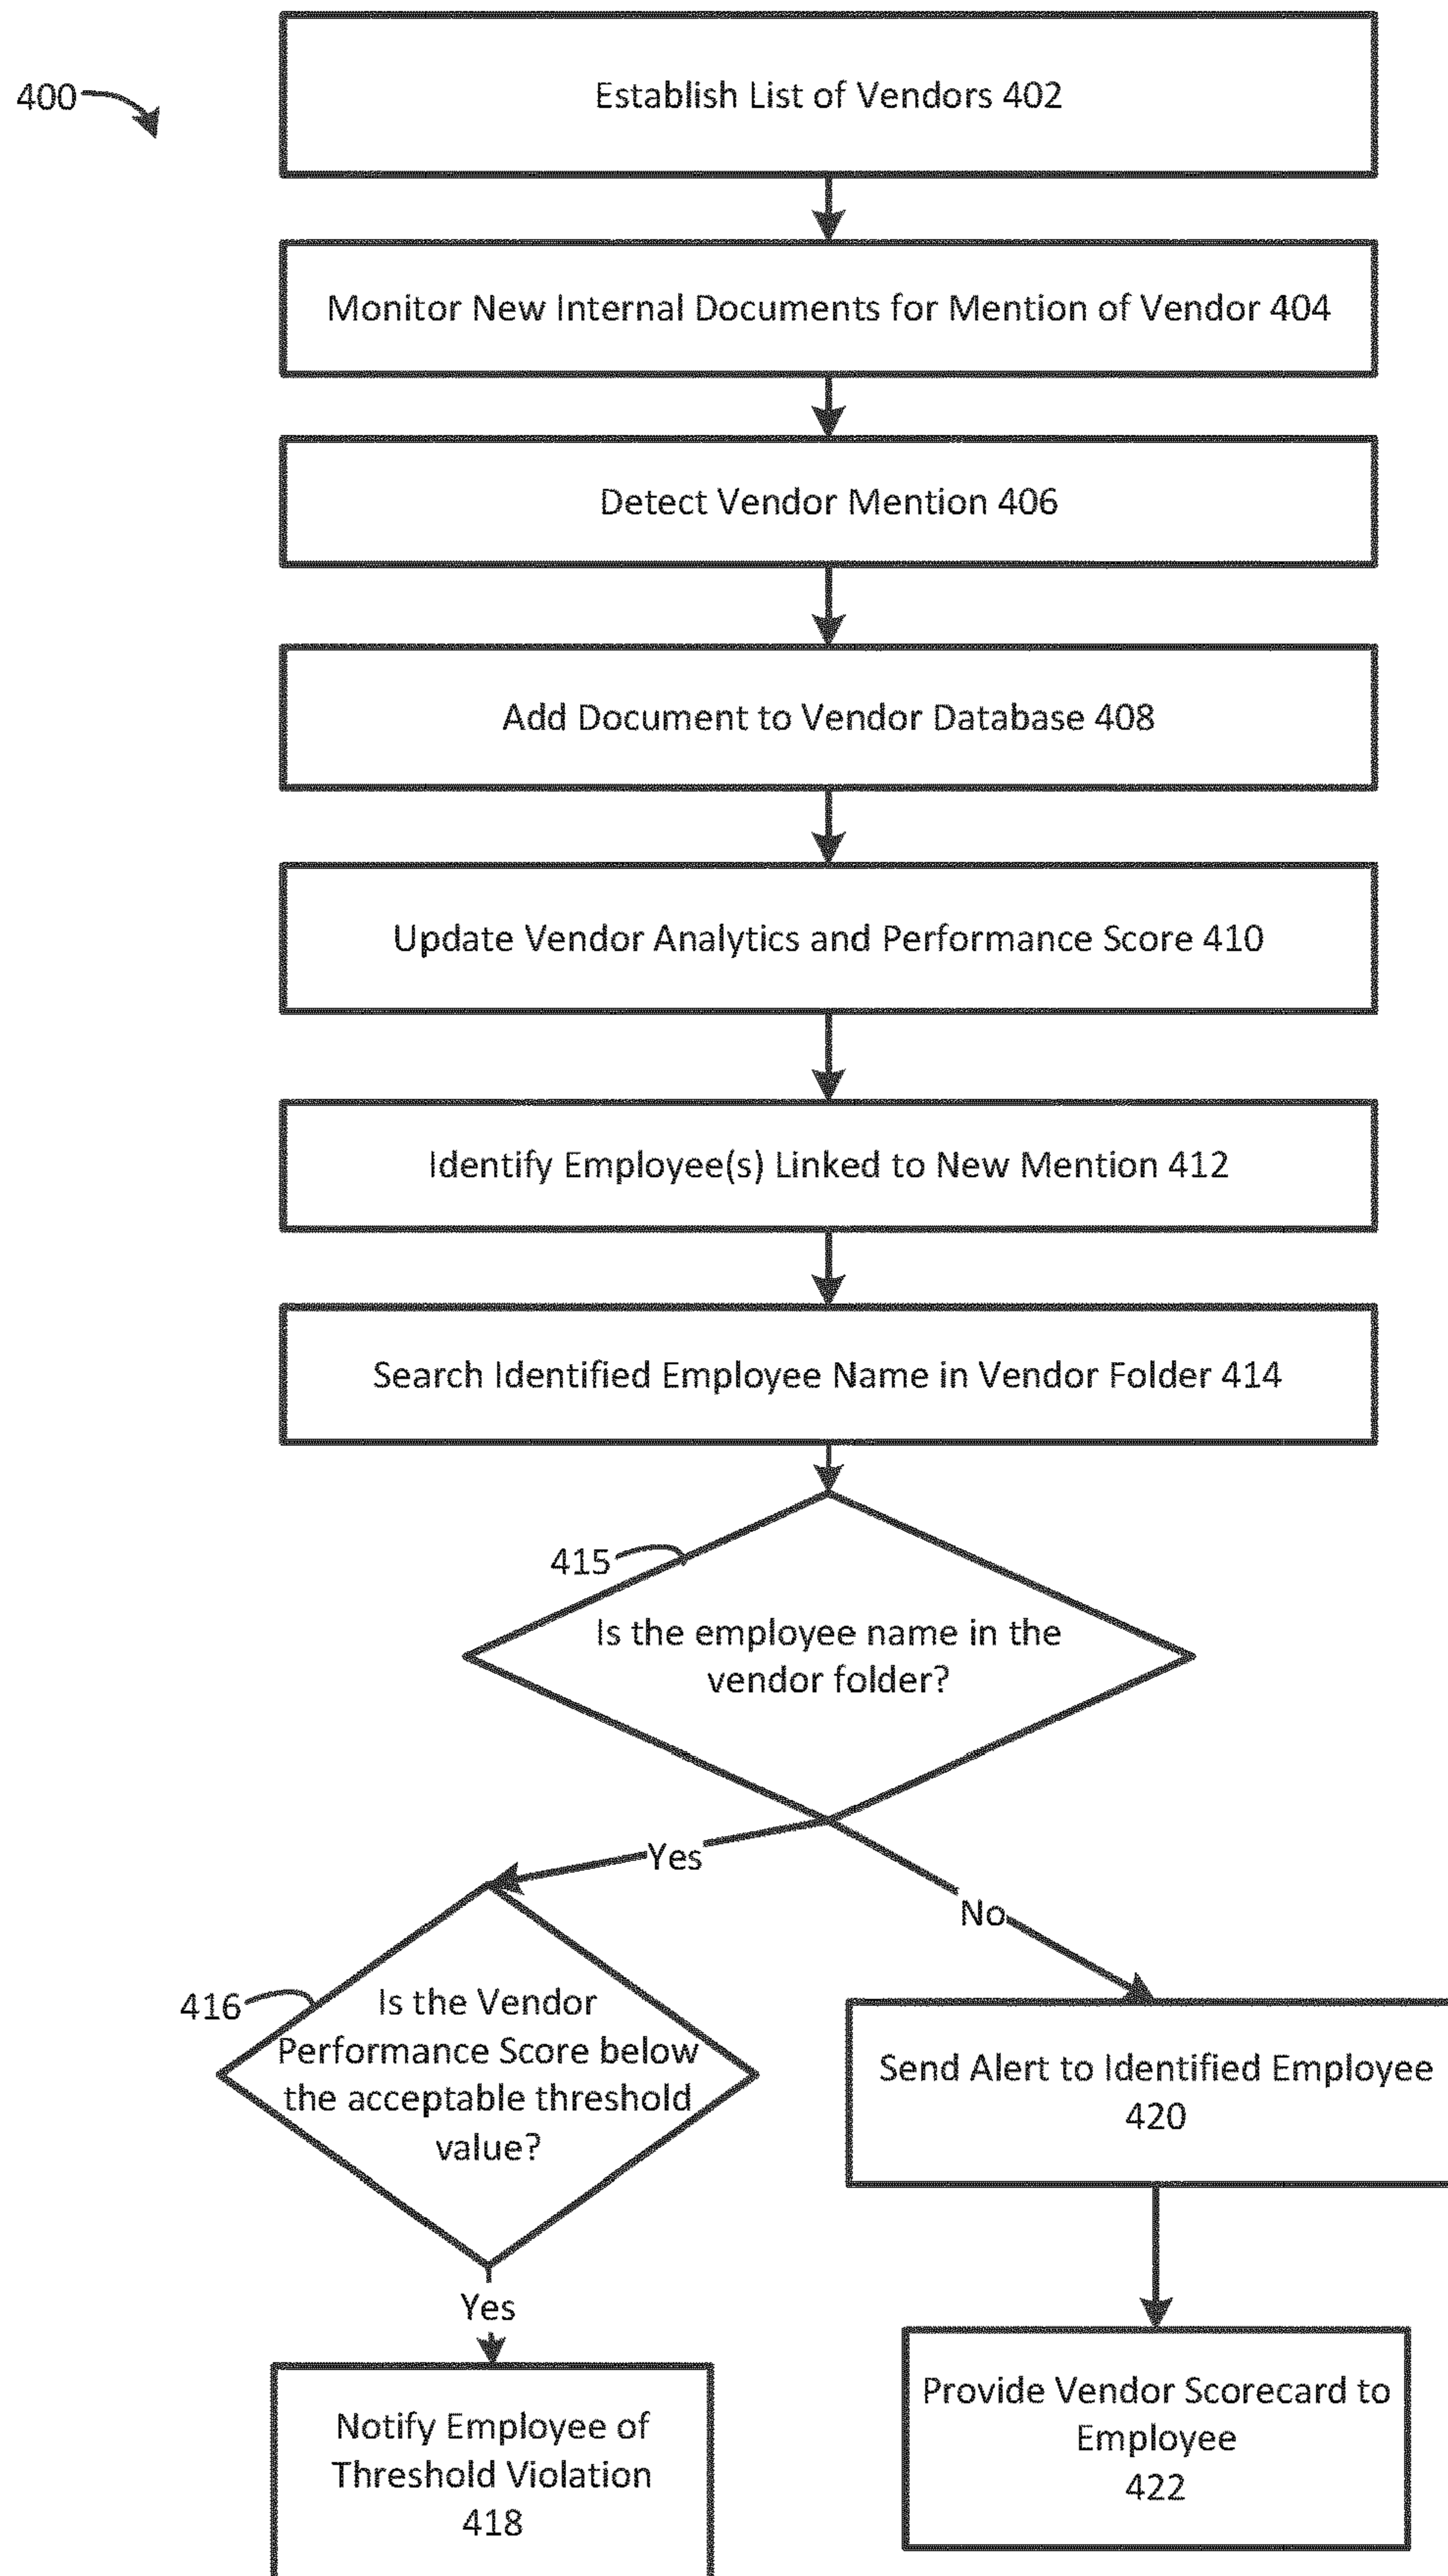 400
Establish List of Vendors 402
Monitor New Internal Documents for Mention of Vendor 404
Detect Vendor Mention 406
Add Document to Vendor Database 408
Update Vendor Analytics and Performance Score 410
Identify Employee(s) Linked to New Mention 412
Search Identified Employee Name in Vendor Folder 414
415
Is the employee name in the
vendor folder?
Yes
No
416
Is the Vendor
Performance Score below
the acceptable threshold
value?
Send Alert to Identified Employee
420
Yes
Notify Employee of
Threshold Violation
418
Provide Vendor Scorecard to
Employee
422